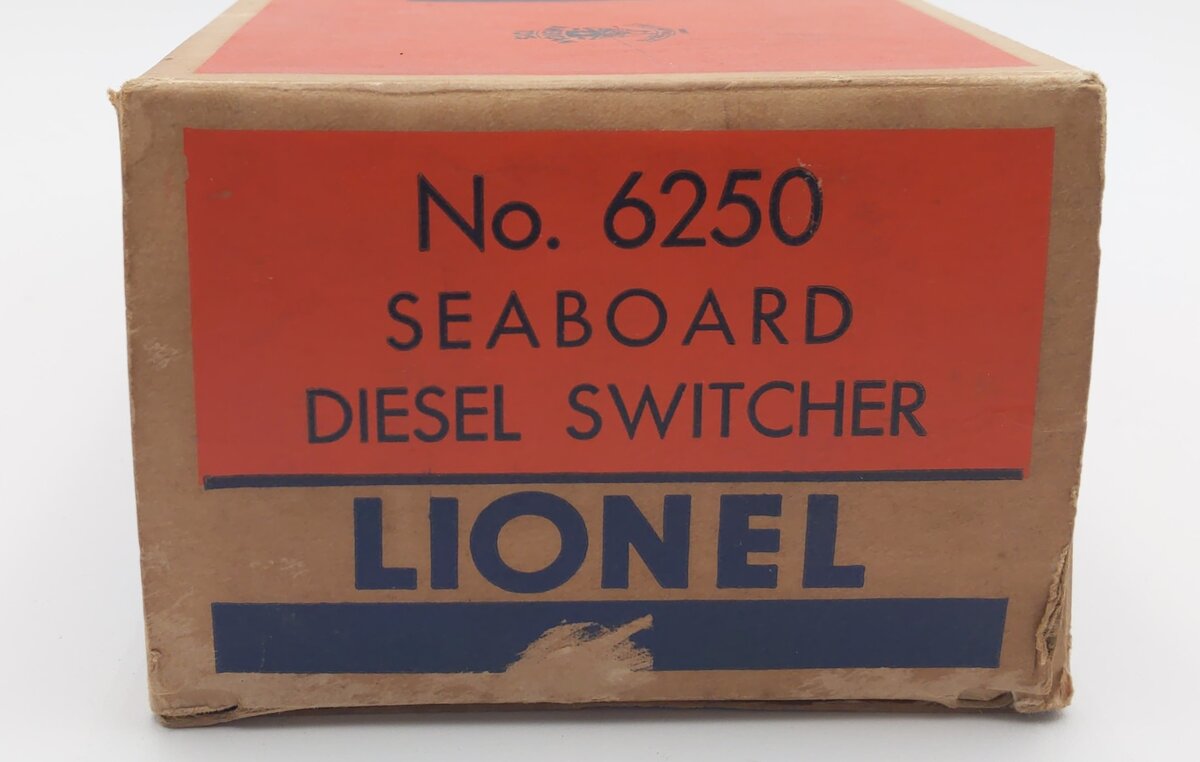 No. 6250
SEABOARD
DIESEL SWITCHER
LIONEL